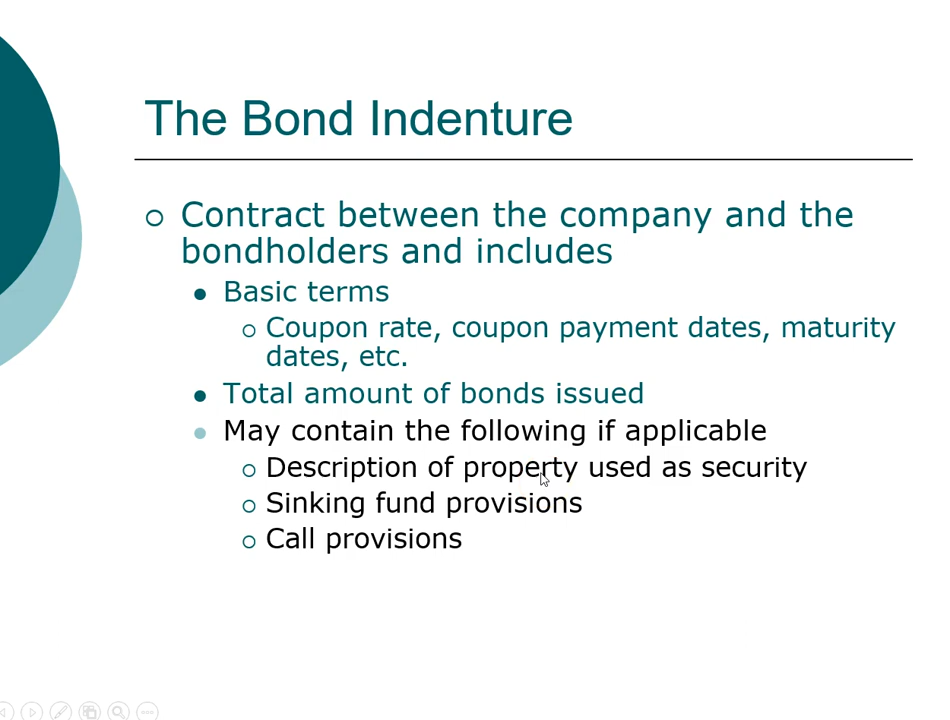 The Bond Indenture
Contract between the company and the
bondholders and includes
Basic terms
Coupon rate, coupon payment dates, maturity
dates, etc.
Total amount of bonds issued
May contain the following if applicable
Description of property used as security
Sinking fund provisions
Call provisions